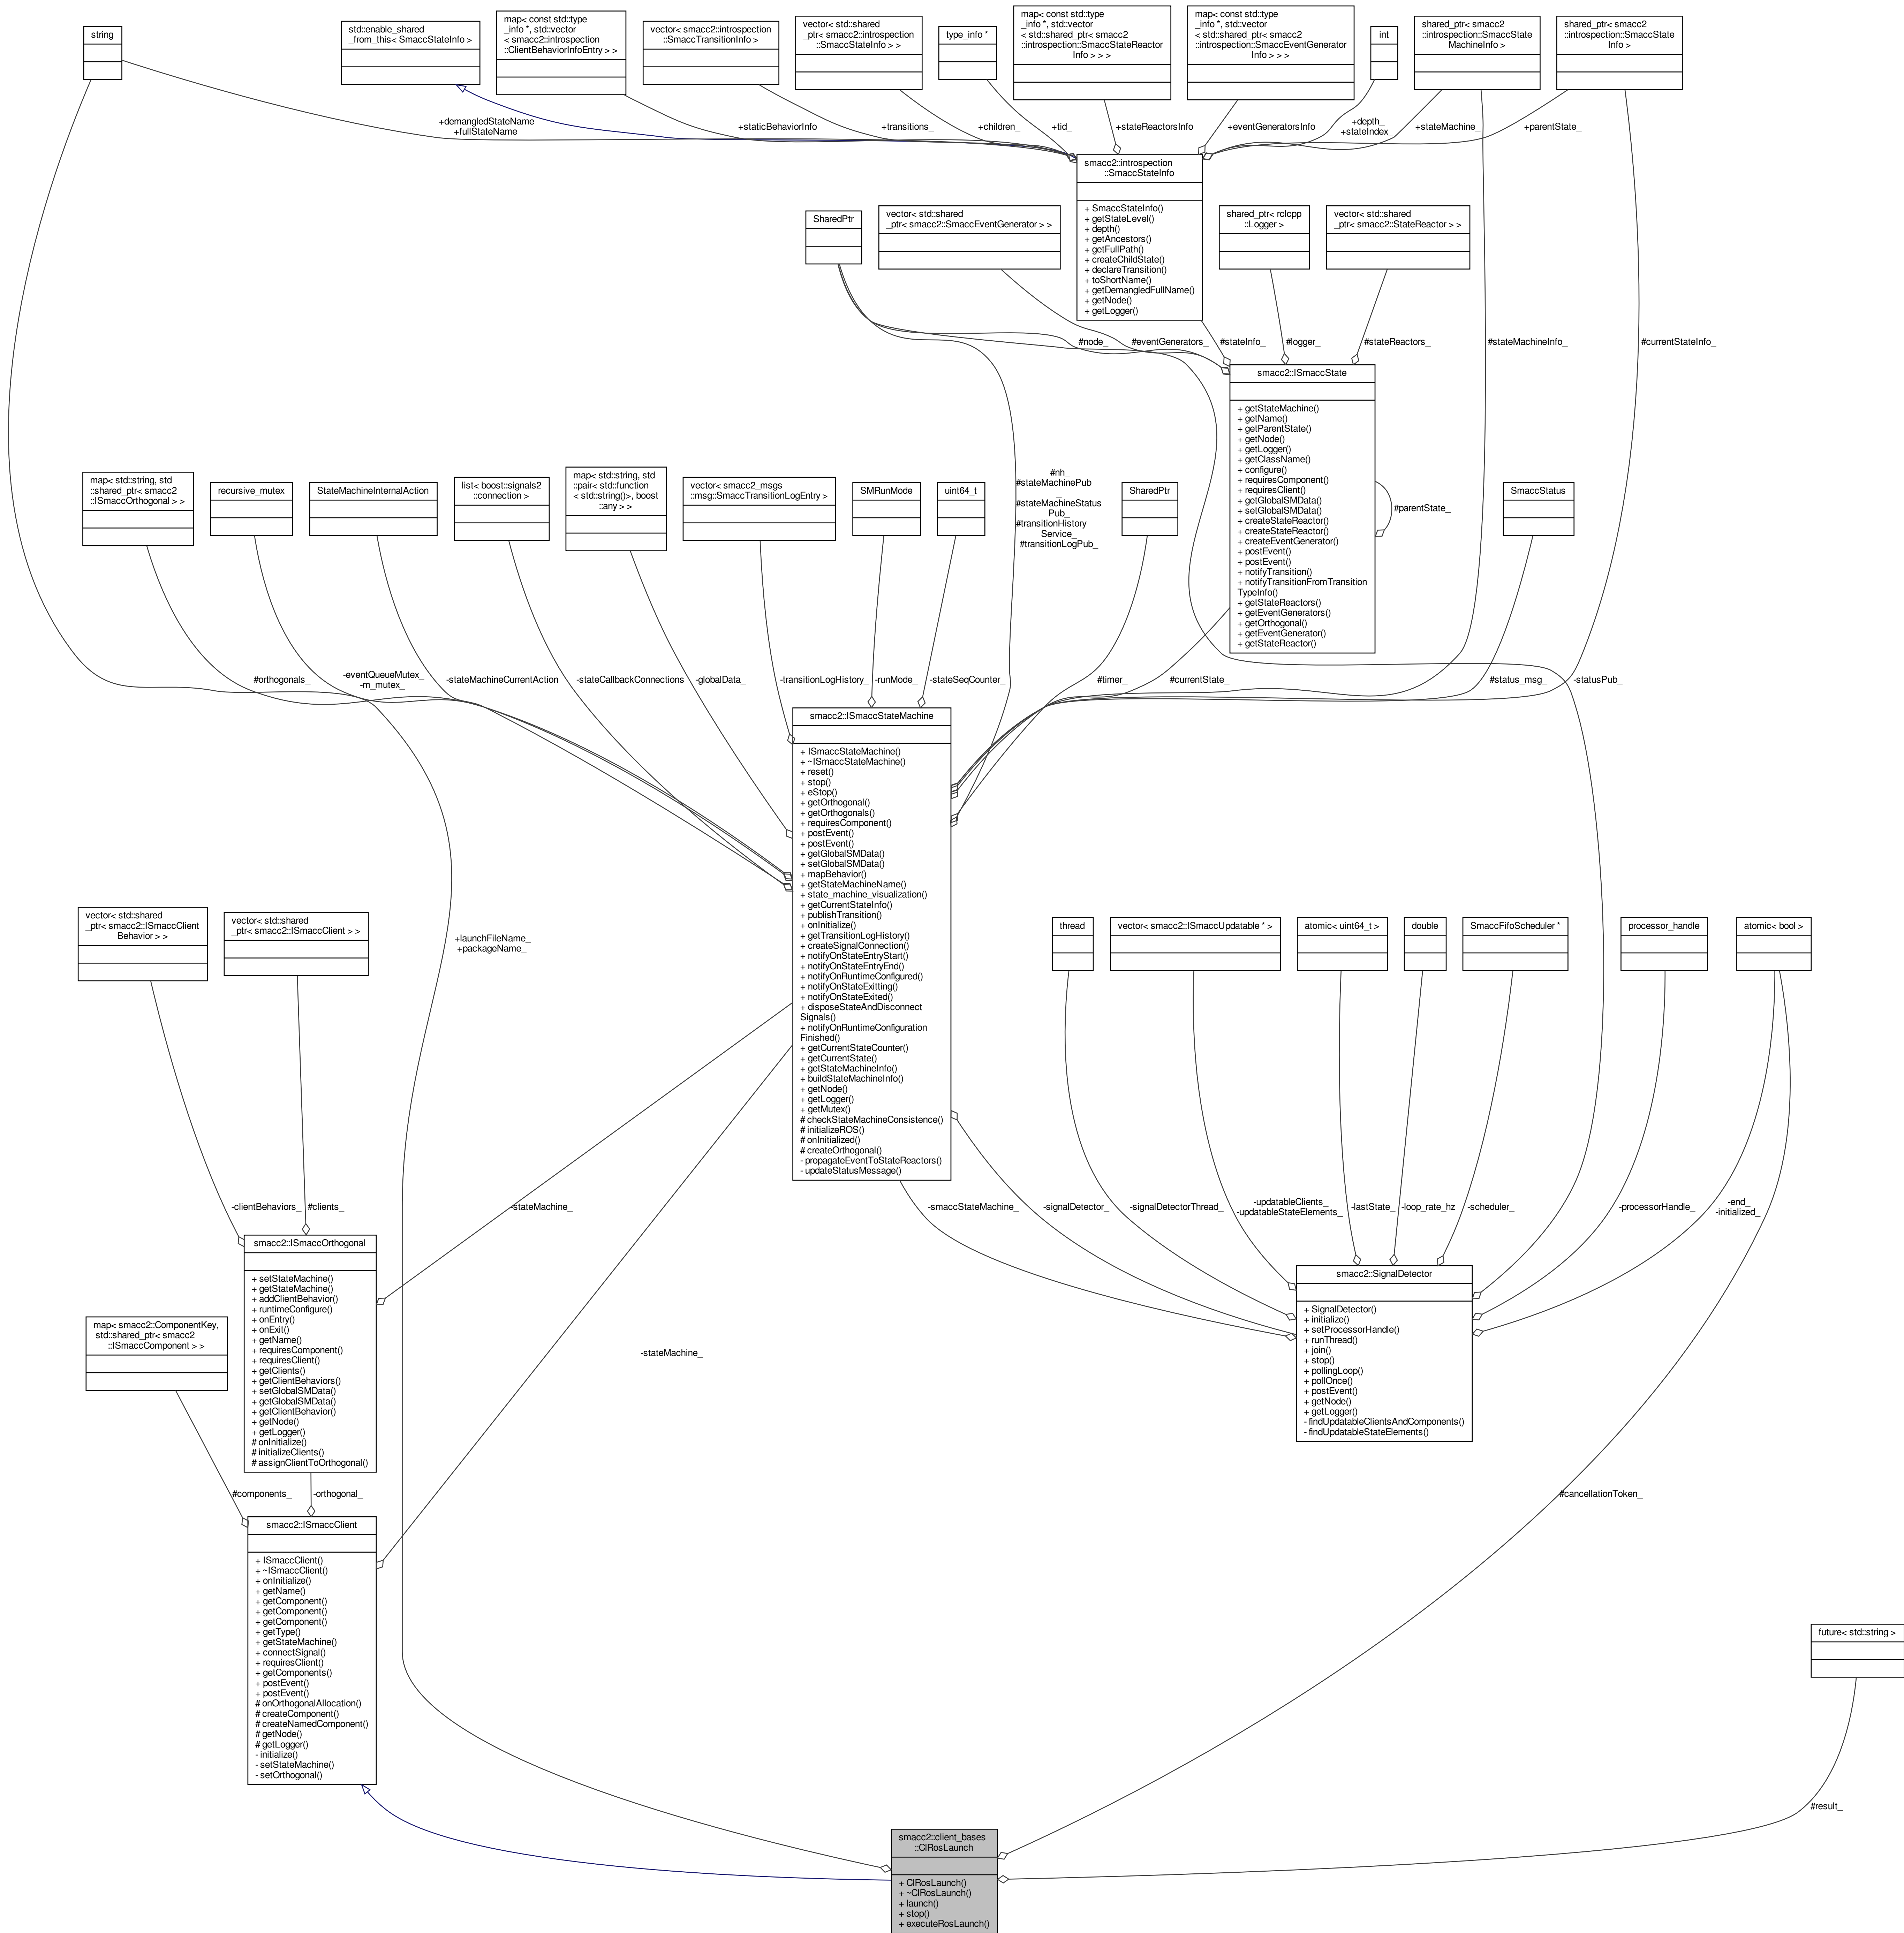 string
std::enable_shared
_from_this< SmaccStateInfo >
map< const std::type
_info *, std::vector
< smacc2::introspection
::ClientBehaviorInfoEntry > >
vector< smacc2::introspection
::SmaccTransitionInfo >
vector< std::shared
_ptr< smacc2::introspection
::SmaccStateInfo > >
type_info *
map< const std::type
_info *, std::vector
< std::shared_ptr< smacc2
::introspection::SmaccStateReactor
Info > > >
map< const std::type
_info *, std::vector
< std::shared_ptr< smacc2
::introspection::SmaccEventGenerator
Info > > >
int
shared_ptr< smacc2
::introspection::SmaccState
MachineInfo >
shared_ptr< smacc2
::introspection::SmaccState
Info >
+demangledStateName
+fullStateName
+staticBehaviorInfo
+transitions_
+children_
+tid_
+stateReactorsInfo
+eventGeneratorsInfo
+depth_
+stateIndex_
+stateMachine_
+parentState_
smacc2::introspection
::SmaccStateInfo
+ SmaccStateInfo()
+ getStateLevel()
+ depth()
+ getAncestors()
+ getFullPath()
+ createChildState()
+ declareTransition()
+ toShortName()
+ getDemangledFullName()
+ getNode()
+ getLogger()
SharedPtr
vector< std::shared
_ptr< smacc2::SmaccEventGenerator > >
shared_ptr< rclcpp
::Logger >
vector< std::shared
_ptr< smacc2::StateReactor > >
#node_
#eventGenerators_
#stateInfo_
#logger_
#stateReactors_
#stateMachineInfo_
#currentStateInfo_
smacc2::ISmaccState
+ getStateMachine()
+ getName()
+ getParentState()
+ getNode()
+ getLogger()
+ getClassName()
+ configure()
+ requiresComponent()
+ requiresClient()
+ getGlobalSMData()
+ setGlobalSMData()
+ createStateReactor()
+ createStateReactor()
+ createEventGenerator()
+ postEvent()
+ postEvent()
+ notifyTransition()
+ notifyTransitionFromTransition
TypeInfo()
+ getStateReactors()
+ getEventGenerators()
+ getOrthogonal()
+ getEventGenerator()
+ getStateReactor()
#parentState_
map< std::string, std
::shared_ptr< smacc2
::ISmaccOrthogonal > >
recursive_mutex
StateMachineInternalAction
list< boost::signals2
::connection >
map< std::string, std
::pair< std::function
< std::string()>, boost
::any > >
vector< smacc2_msgs
::msg::SmaccTransitionLogEntry >
SMRunMode
uint64_t
#nh_
#stateMachinePub
_
#stateMachineStatus
Pub_
#transitionHistory
Service_
#transitionLogPub_
SharedPtr
SmaccStatus
#orthogonals_
-eventQueueMutex_
-m_mutex_
-stateMachineCurrentAction
-stateCallbackConnections
-globalData_
-transitionLogHistory_
-runMode_
-stateSeqCounter_
#timer_
#currentState_
#status_msg_
-statusPub_
smacc2::ISmaccStateMachine
+ ISmaccStateMachine()
+ ~ISmaccStateMachine()
+ reset()
+ stop()
+ eStop()
+ getOrthogonal()
+ getOrthogonals()
+ requiresComponent()
+ postEvent()
+ postEvent()
+ getGlobalSMData()
+ setGlobalSMData()
+ mapBehavior()
+ getStateMachineName()
+ state_machine_visualization()
+ getCurrentStateInfo()
+ publishTransition()
+ onInitialize()
+ getTransitionLogHistory()
+ createSignalConnection()
+ notifyOnStateEntryStart()
+ notifyOnStateEntryEnd()
+ notifyOnRuntimeConfigured()
+ notifyOnStateExitting()
+ notifyOnStateExited()
+ disposeStateAndDisconnect
Signals()
+ notifyOnRuntimeConfiguration
Finished()
+ getCurrentStateCounter()
+ getCurrentState()
+ getStateMachineInfo()
+ buildStateMachineInfo()
+ getNode()
+ getLogger()
+ getMutex()
# checkStateMachineConsistence()
# initializeROS()
# onInitialized()
# createOrthogonal()
- propagateEventToStateReactors()
- updateStatusMessage()
vector< std::shared
_ptr< smacc2::ISmaccClient
Behavior > >
vector< std::shared
_ptr< smacc2::ISmaccClient > >
+launchFileName_
+packageName_
thread
vector< smacc2::ISmaccUpdatable * >
atomic< uint64_t >
double
SmaccFifoScheduler *
processor_handle
atomic< bool >
-clientBehaviors_
#clients_
-stateMachine_
-smaccStateMachine_
-signalDetector_
-signalDetectorThread_
-updatableClients_
-updatableStateElements_
-lastState_
-loop_rate_hz
-scheduler_
-processorHandle_
-end_
-initialized_
smacc2::ISmaccOrthogonal
+ setStateMachine()
+ getStateMachine()
+ addClientBehavior()
+ runtimeConfigure()
+ onEntry()
+ onExit()
+ getName()
+ requiresComponent()
+ requiresClient()
+ getClients()
+ getClientBehaviors()
+ setGlobalSMData()
+ getGlobalSMData()
+ getClientBehavior()
+ getNode()
+ getLogger()
# onInitialize()
# initializeClients()
# assignClientToOrthogonal()
smacc2::SignalDetector
+ SignalDetector()
+ initialize()
+ setProcessorHandle()
+ runThread()
+ join()
+ stop()
+ pollingLoop()
+ pollOnce()
+ postEvent()
+ getNode()
+ getLogger()
- findUpdatableClientsAndComponents()
- findUpdatableStateElements()
map< smacc2::ComponentKey,
std::shared_ptr< smacc2
::ISmaccComponent > >
-stateMachine_
#components_
-orthogonal_
#cancellationToken_
smacc2::ISmaccClient
+ ISmaccClient()
+ ~ISmaccClient()
+ onInitialize()
+ getName()
+ getComponent()
+ getComponent()
+ getComponent()
+ getType()
+ getStateMachine()
+ connectSignal()
+ requiresClient()
+ getComponents()
+ postEvent()
+ postEvent()
# onOrthogonalAllocation()
# createComponent()
# createNamedComponent()
# getNode()
# getLogger()
- initialize()
- setStateMachine()
- setOrthogonal()
future< std::string >
#result_
smacc2::client_bases
::ClRosLaunch
+ ClRosLaunch()
+ ~ClRosLaunch()
+ launch()
+ stop()
+ executeRosLaunch()